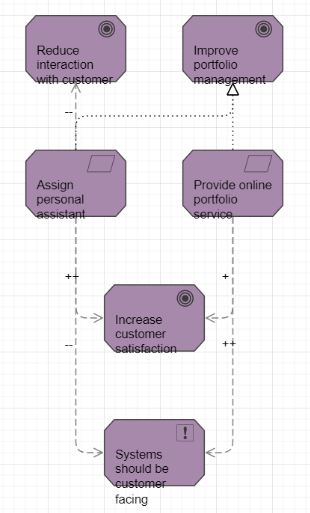 Reduce
interaction
with customer
Improve
portfolio
management
--
Assign
personal
assistant
Provide online
portfolio
service
++
+
Increase
customer
satisfaction
--
++
!
Systems
should be
customer
facing